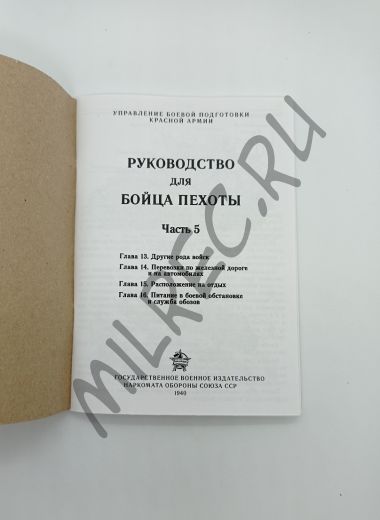 УПРАВЛЕНИЕ БОЕВОЙ ПОДГОТОВКИ
КРАСНОЙ АРМИИ
РУКОВОДСТВО
ДЛЯ
БОЙЦА ПЕХОТЫ
Часть 5
Глава 13. Другие рода войск
Глава 14. Перевозки по железной дороге
и на автомобилях
Глава 15. Расположение на отдых
Глава 16. Питание в боевой обстановке
и служба обозов
ГОСУДАРСТВЕННОЕ ВОЕННОЕ ИЗДАТЕЛЬСТВО
НАРКОМАТА ОБОРОНЫ СОЮЗА ССР
1940
MILREC.RU